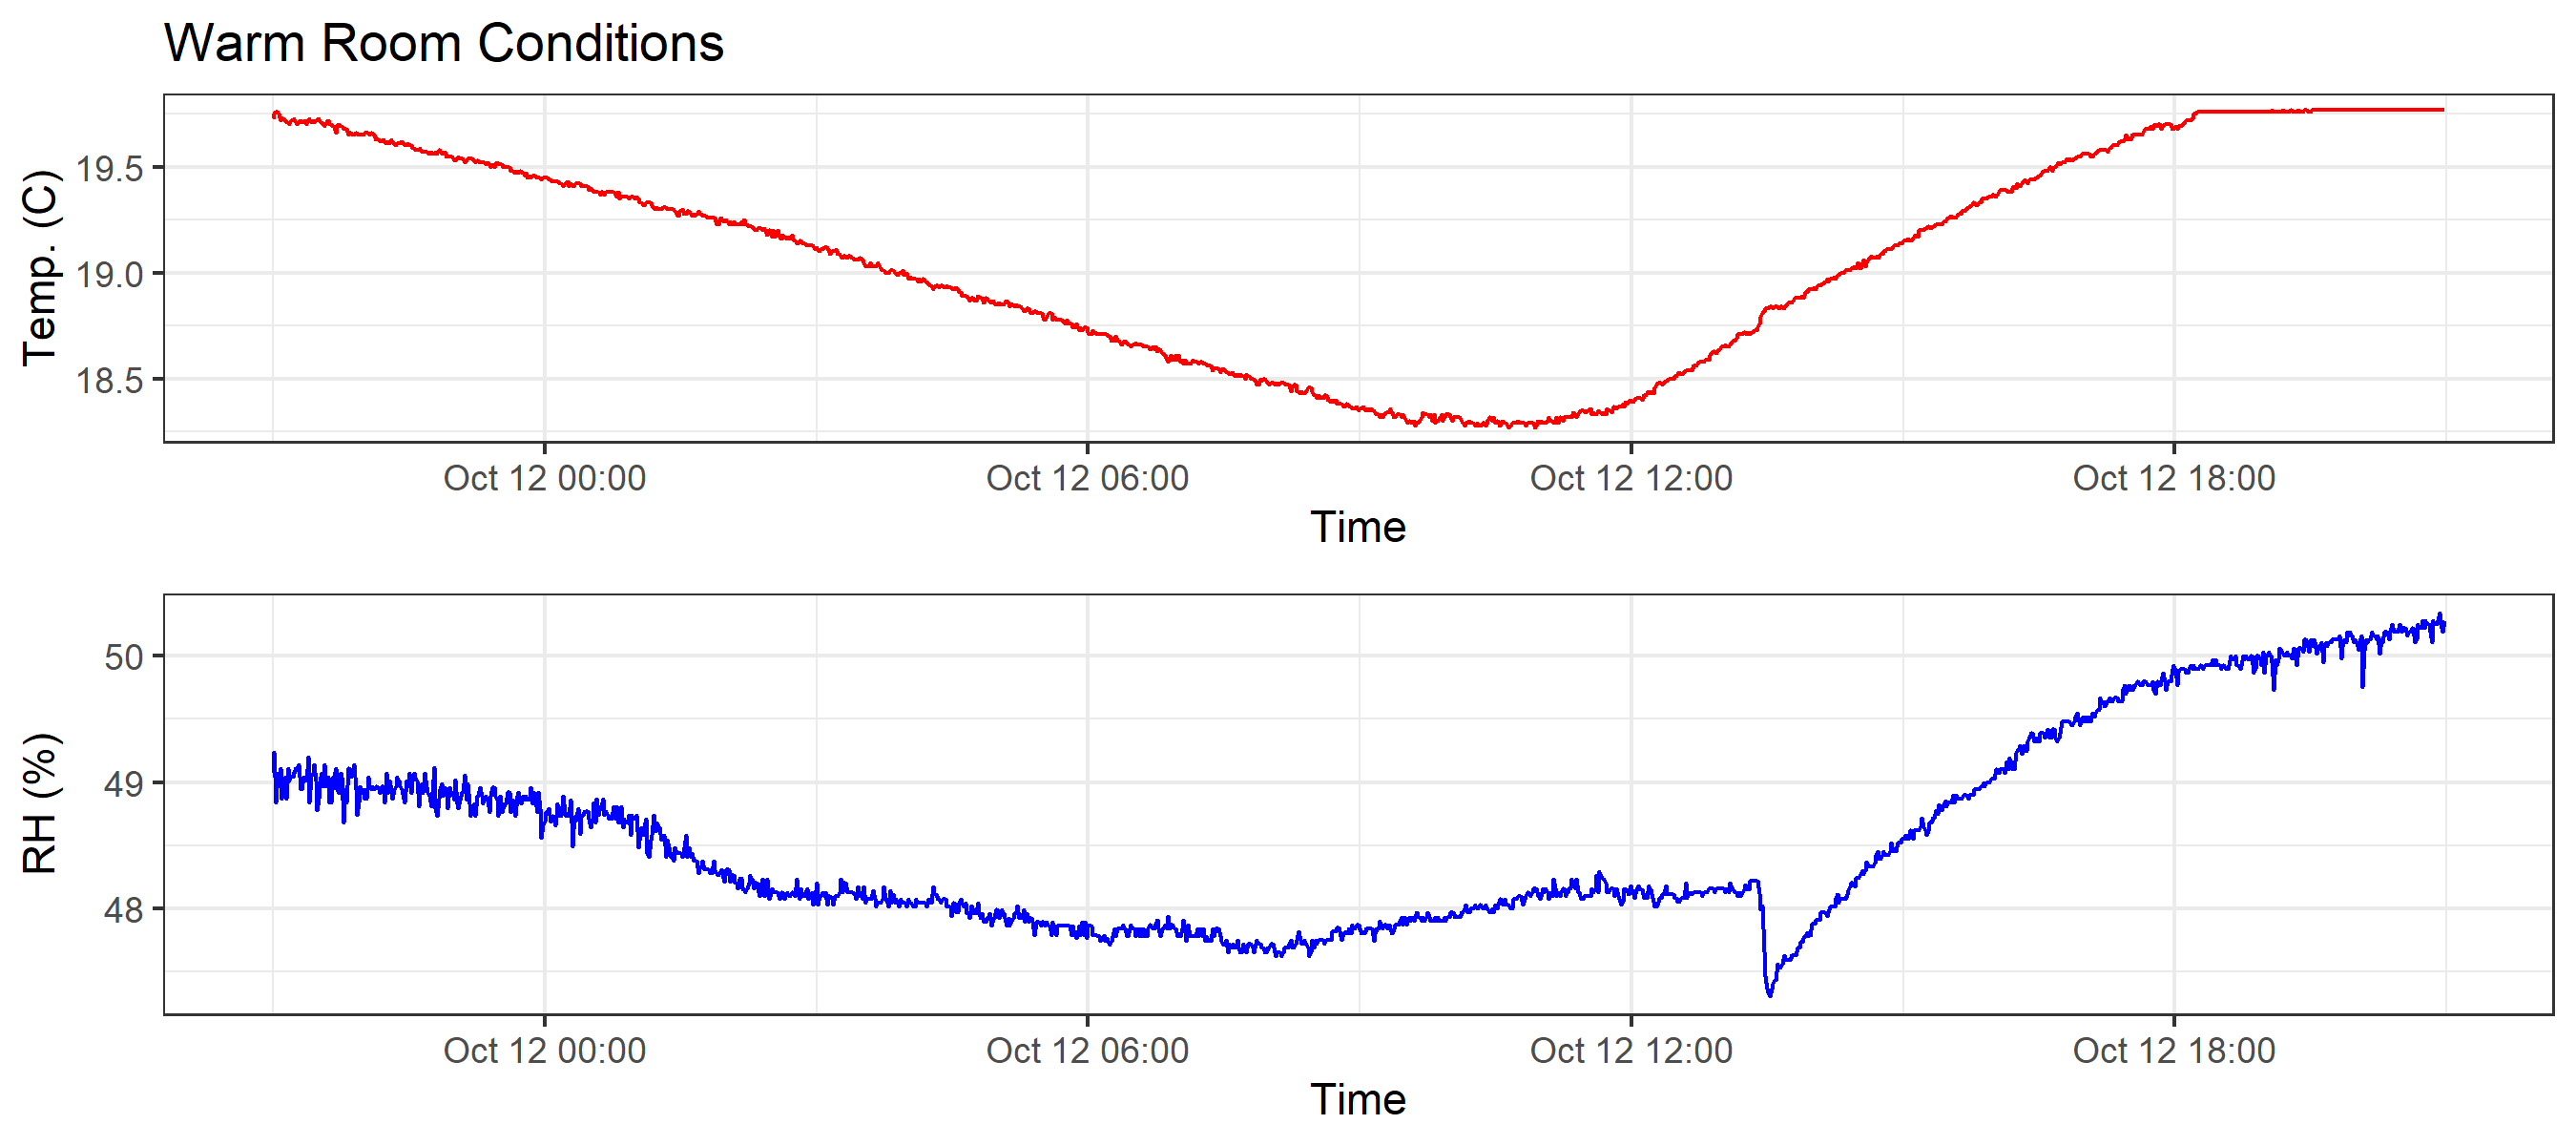 Warm Room Conditions
Temp. (C)
19.5
19.0
18.5
Oct 12 00:00 Oct 12 06:00 Oct 12 12:00 Oct 12 18:00
Time
RH (%)
50
49
48
Oct 12 00:00 Oct 12 06:00 Oct 12 12:00 Oct 12 18:00
Time